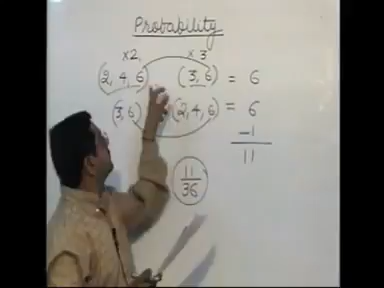 Probability
×2 ×3
(2, 4, 6) (3, 6) = 6
(3, 6) (2, 4, 6) = 6
-1
11
11
36